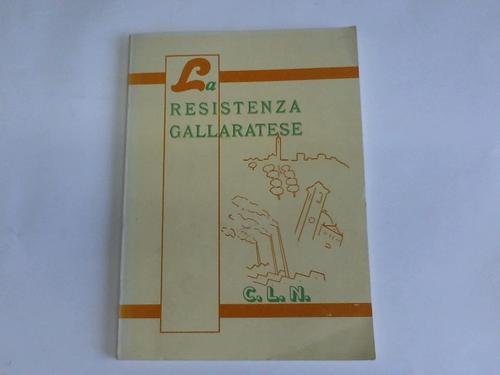 La
RESISTENZA
GALLARATESE
C. L. N.